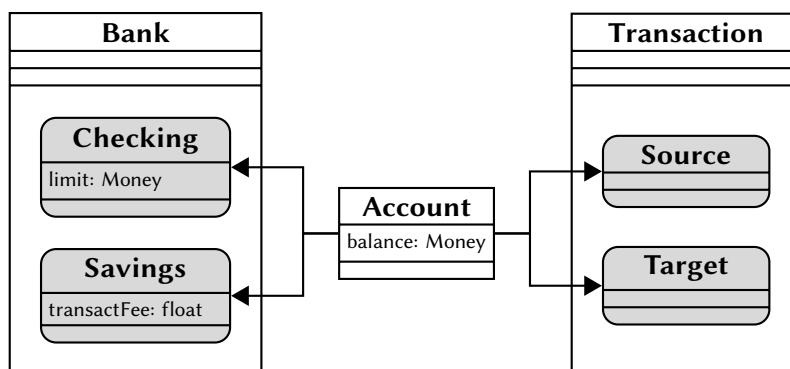 Bank
Checking
limit: Money
Savings
transactFee: float
Account
balance: Money
Transaction
Source
Target